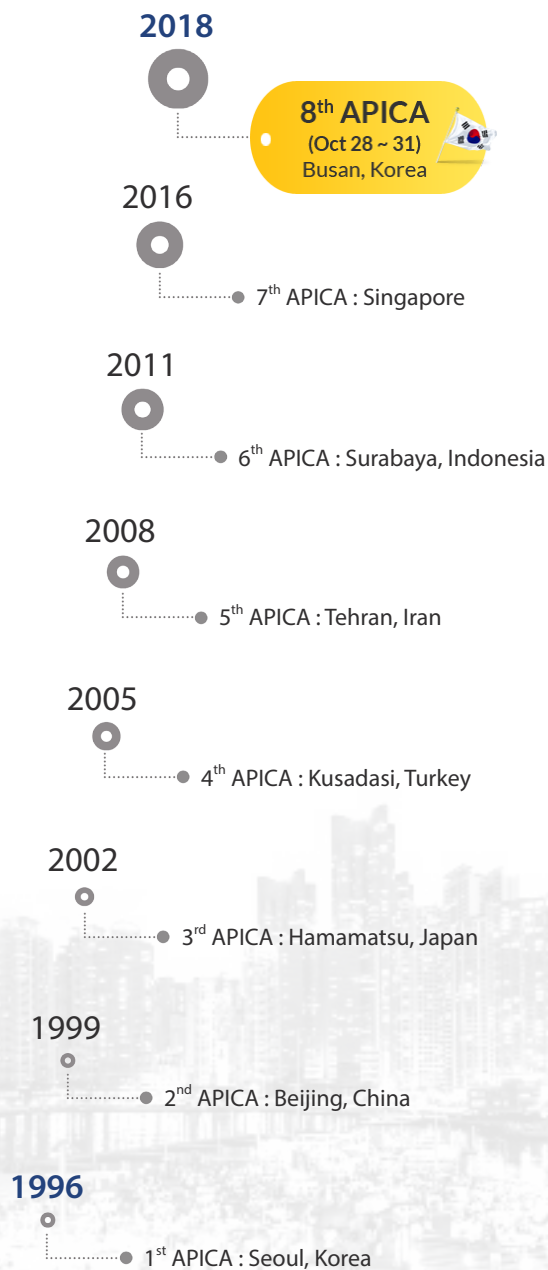 2018
8th APICA
(Oct 28 ~ 31)
Busan, Korea
2016
7th APICA : Singapore
2011
6th APICA : Surabaya, Indonesia
2008
5th APICA : Tehran, Iran
2005
4th APICA : Kusadasi, Turkey
2002
3rd APICA : Hamamatsu, Japan
1999
2nd APICA : Beijing, China
1996
1st APICA : Seoul, Korea